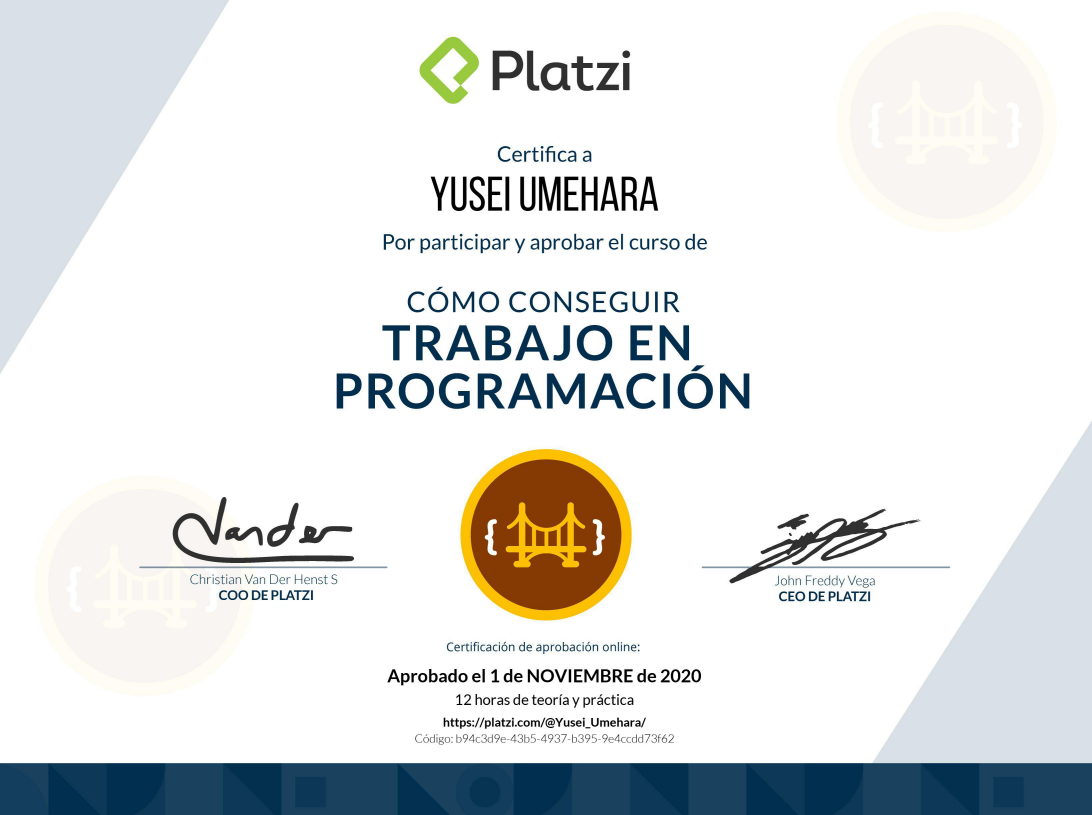 Platzi
Certifica a
YUSEI UMEHARA
Por participar y aprobar el curso de
CÓMO CONSEGUIR
TRABAJO EN
PROGRAMACIÓN
Vander
Christian Van Der Henst S
COO DE PLATZI
John Freddy Vega
CEO DE PLATZI
Certificación de aprobación online:
Aprobado el 1 de NOVIEMBRE de 2020
12 horas de teoría y práctica
https://platzi.com/@Yusei_Umehara/
Código: b94c3d9e-43b5-4937-b395-9e4ccdd73f62